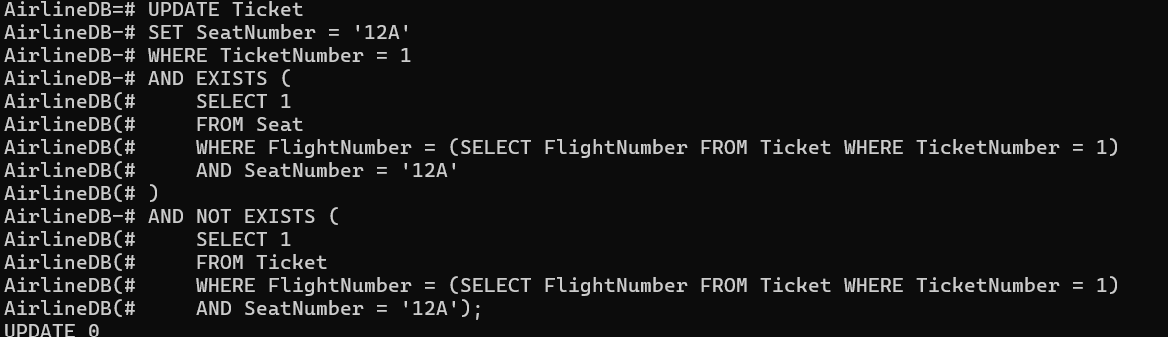 AirlineDB=# UPDATE Ticket
AirlineDB-# SET SeatNumber = '12A'
AirlineDB-# WHERE TicketNumber = 1
AirlineDB-# AND EXISTS (
AirlineDB(#     SELECT 1
AirlineDB(#     FROM Seat
AirlineDB(#     WHERE FlightNumber = (SELECT FlightNumber FROM Ticket WHERE TicketNumber = 1)
AirlineDB(#     AND SeatNumber = '12A'
AirlineDB(# )
AirlineDB-# AND NOT EXISTS (
AirlineDB(#     SELECT 1
AirlineDB(#     FROM Ticket
AirlineDB(#     WHERE FlightNumber = (SELECT FlightNumber FROM Ticket WHERE TicketNumber = 1)
AirlineDB(#     AND SeatNumber = '12A');
UPDATE 0